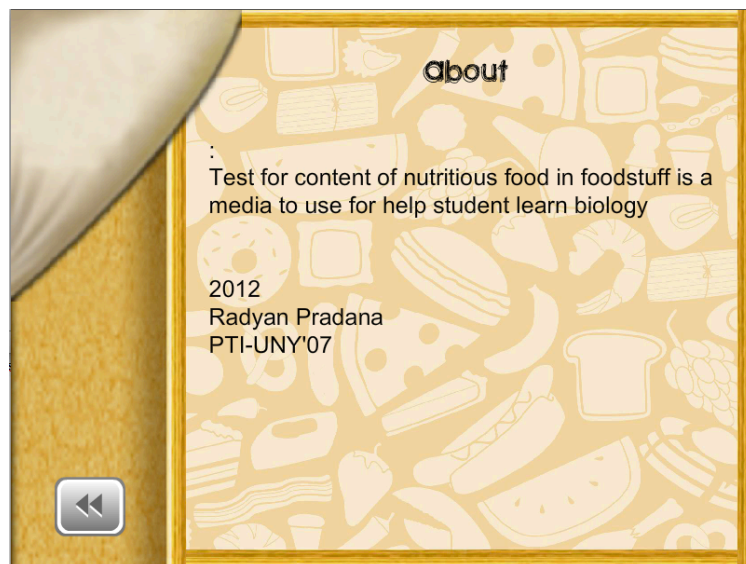 about
:
Test for content of nutritious food in foodstuff is a
media to use for help student learn biology
2012
Radyan Pradana
PTI-UNY'07